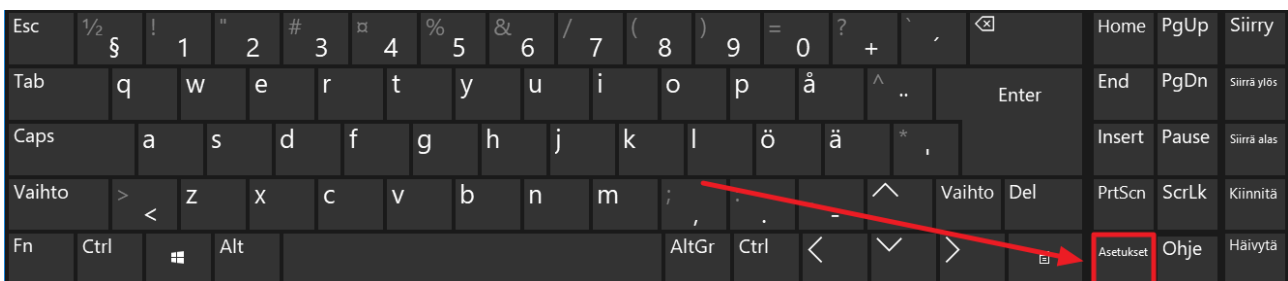 Esc ½ § ! 1 " 2 # 3 ¤ 4 % 5 & 6 / 7 ( 8 ) 9 = 0 ? + ` ´ Home PgUp Siirry
Tab q w e r t y u i o p å ^ ¨ Enter End PgDn Siirrä ylös
Caps a s d f g h j k l ö ä * ' Insert Pause Siirrä alas
Vaihto > < z x c v b n m ; , : . _ - Vaihto Del PrtScn ScrLk Kiinnitä
Fn Ctrl Alt AltGr Ctrl Asetukset Ohje Häivytä